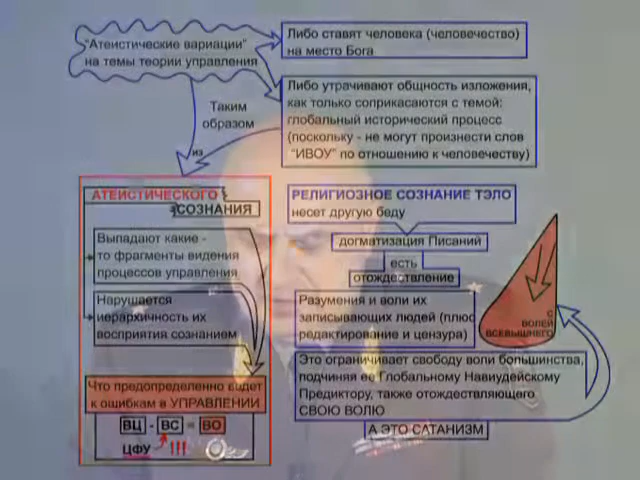 "Атеистические вариации"
на темы теории управления
Либо ставят человека (человечество)
на место Бога
Либо утрачивают общность изложения,
как только соприкасаются с темой:
глобальный исторический процесс
(поскольку - не могут произнести слов
"ИВОУ" по отношению к человечеству)
Таким
образом
из
АТЕИСТИЧЕСКОГО
СОЗНАНИЯ
Выпадают какие -
то фрагменты видения
процессов управления
Нарушается
иерархичность их
восприятия сознанием
Что предопределенно ведет
к ошибкам в УПРАВЛЕНИИ
ВЦ - ВС = ВО
ЦФУ !!!
РЕЛИГИОЗНОЕ СОЗНАНИЕ ТЭЛО
несет другую беду
догматизация Писаний
есть
отождествление
Разумения и воли их
записывающих людей (плюс
редактирование и цензура)
С
ВОЛЕЙ
ВСЕВЫШНЕГО
Это ограничивает свободу воли большинства,
подчиняя ее Глобальному Навиудейскому
Предиктору, также отождествляющего
СВОЮ ВОЛЮ
А ЭТО САТАНИЗМ